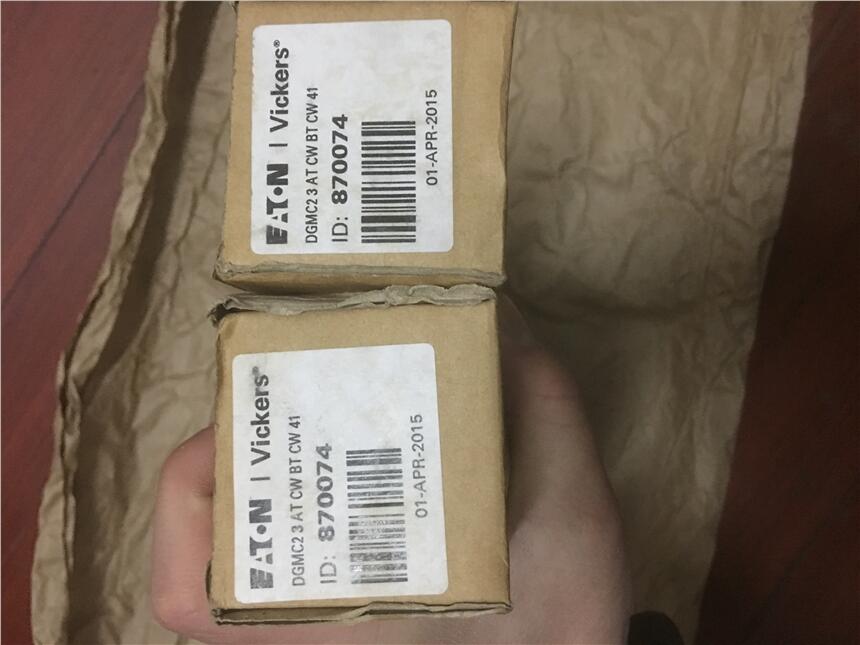 EATON | Vickers®
DGMC2 3 AT CW BT CW 41
ID: 870074
01-APR-2015
EATON | Vickers®
DGMC2 3 AT CW BT CW 41
ID: 870074
01-APR-2015